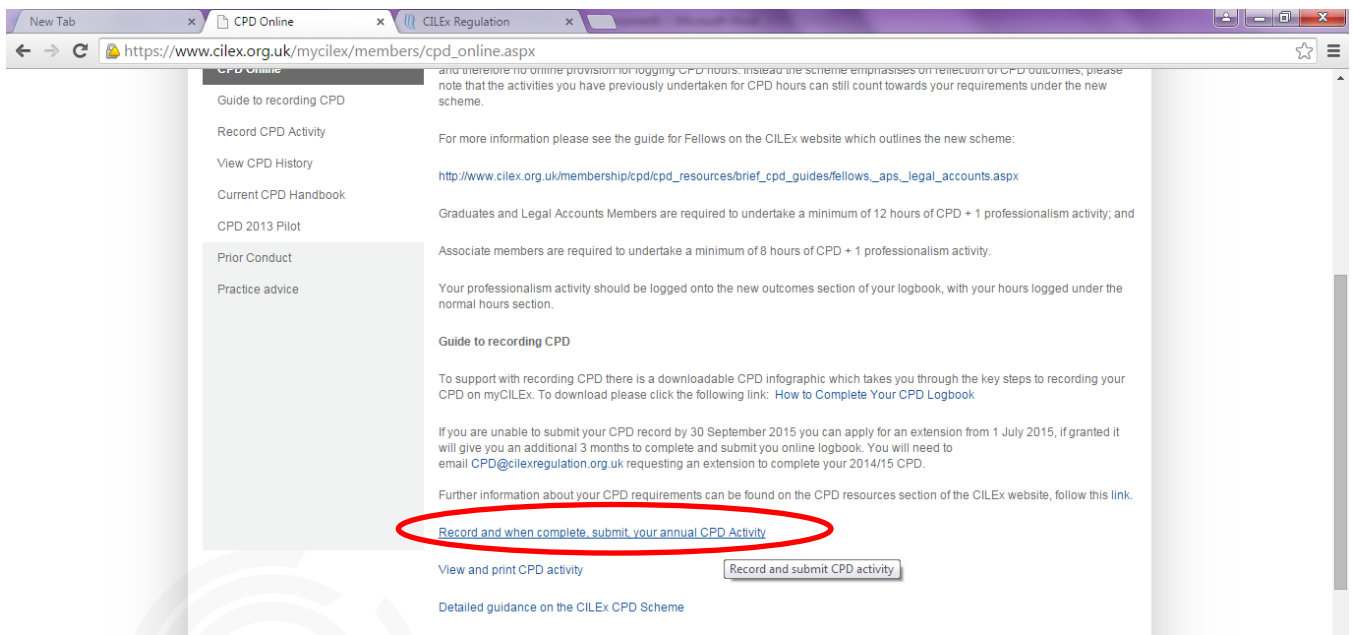 New Tab
CPD Online
CILEx Regulation
https://www.cilex.org.uk/mycilex/members/cpd_online.aspx
CPD Online
Guide to recording CPD
Record CPD Activity
View CPD History
Current CPD Handbook
CPD 2013 Pilot
Prior Conduct
Practice advice
and therefore no online provision for logging CPD hours. Instead the scheme emphasises on reflection of CPD outcomes, please
note that the activities you have previously undertaken for CPD hours can still count towards your requirements under the new
scheme.
For more information please see the guide for Fellows on the CILEx website which outlines the new scheme:
http://www.cilex.org.uk/membership/cpd/cpd_resources/brief_cpd_guides/fellows,_aps,_legal_accounts.aspx
Graduates and Legal Accounts Members are required to undertake a minimum of 12 hours of CPD + 1 professionalism activity; and
Associate members are required to undertake a minimum of 8 hours of CPD + 1 professionalism activity.
Your professionalism activity should be logged onto the new outcomes section of your logbook, with your hours logged under the
normal hours section.
Guide to recording CPD
To support with recording CPD there is a downloadable CPD infographic which takes you through the key steps to recording your
CPD on myCILEx. To download please click the following link: How to Complete Your CPD Logbook
If you are unable to submit your CPD record by 30 September 2015 you can apply for an extension from 1 July 2015, if granted it
will give you an additional 3 months to complete and submit you online logbook. You will need to
email CPD@cilexregulation.org.uk requesting an extension to complete your 2014/15 CPD.
Further information about your CPD requirements can be found on the CPD resources section of the CILEx website, follow this link.
Record and when complete, submit, your annual CPD Activity
View and print CPD activity
Record and submit CPD activity
Detailed guidance on the CILEx CPD Scheme